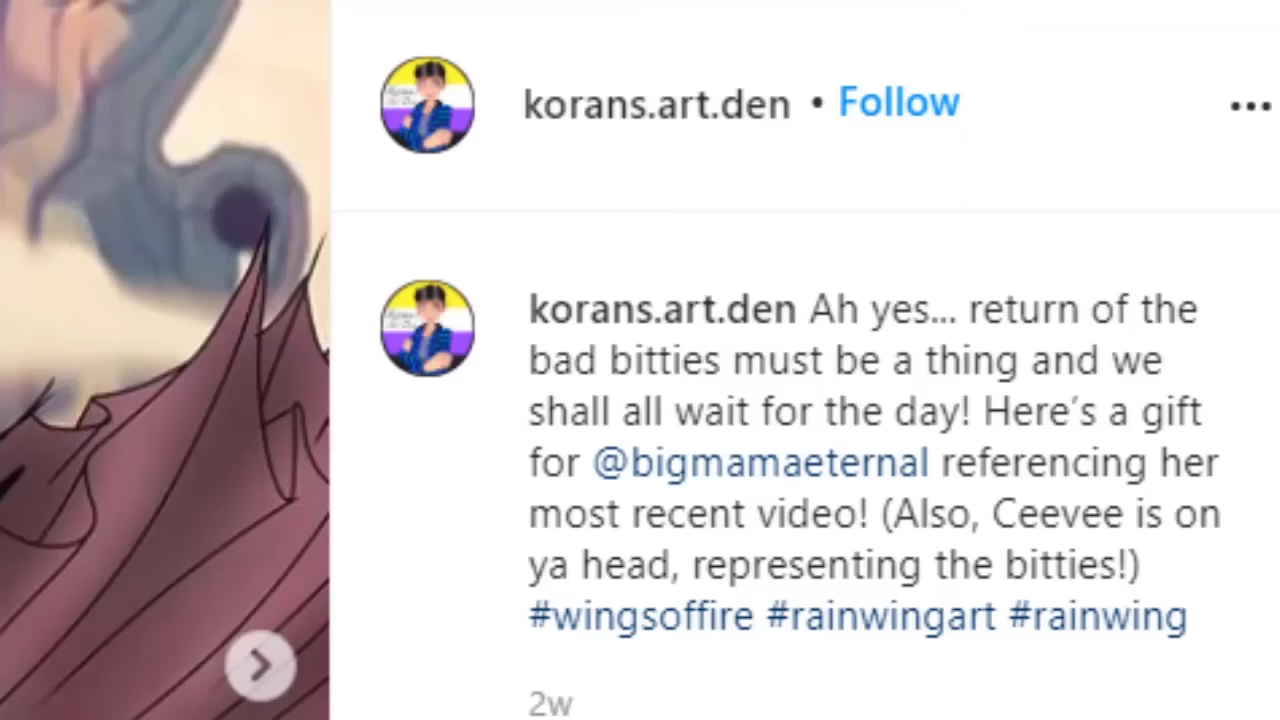 korans.art.den • Follow
korans.art.den Ah yes... return of the
bad bitties must be a thing and we
shall all wait for the day! Here’s a gift
for @bigmamaeternal referencing her
most recent video! (Also, Ceevee is on
ya head, representing the bitties!)
#wingsoffire #rainwingart #rainwing
2w